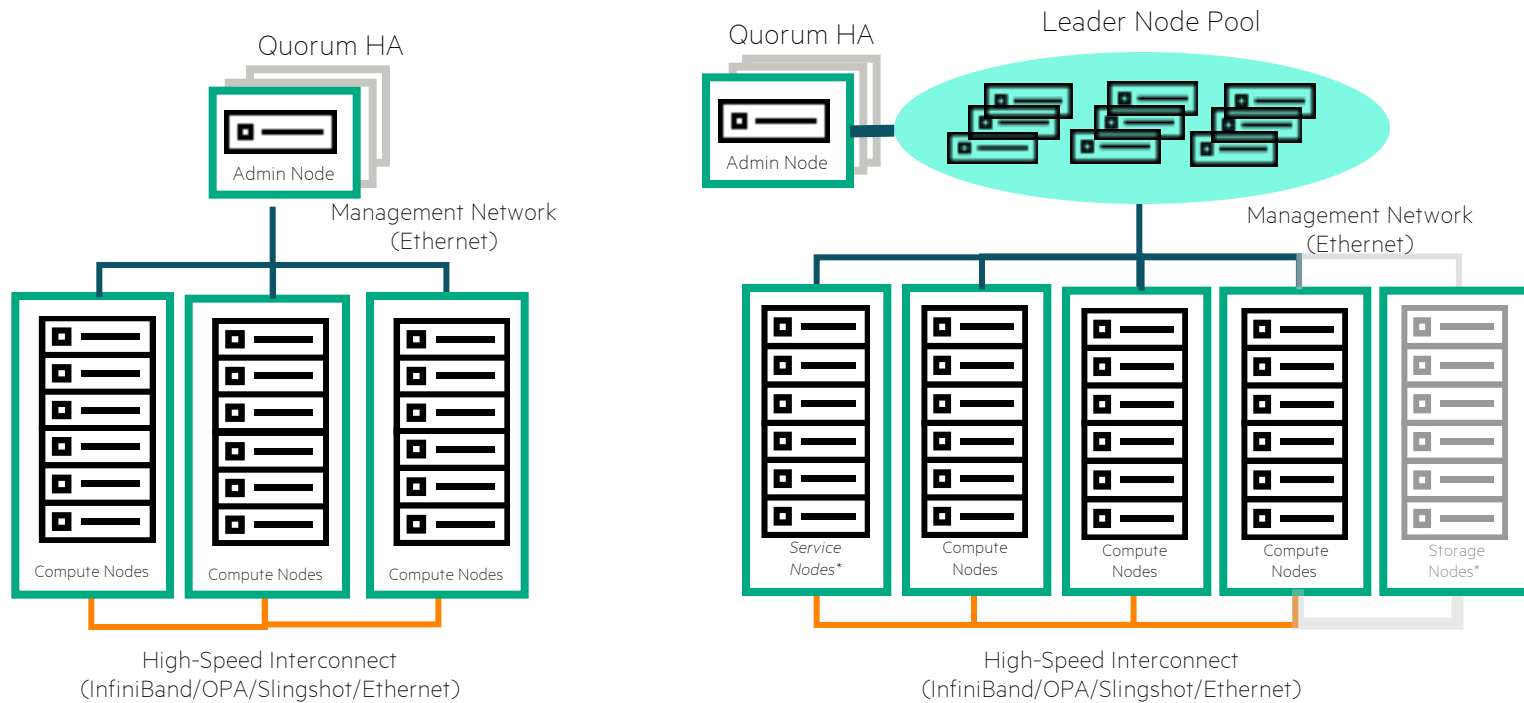 Quorum HA
Admin Node
Management Network
(Ethernet)
Compute Nodes
Compute Nodes
Compute Nodes
High-Speed Interconnect
(InfiniBand/OPA/Slingshot/Ethernet)
Quorum HA
Leader Node Pool
Admin Node
Management Network
(Ethernet)
Service
Nodes*
Compute
Nodes
Compute
Nodes
Compute
Nodes
Storage
Nodes*
High-Speed Interconnect
(InfiniBand/OPA/Slingshot/Ethernet)